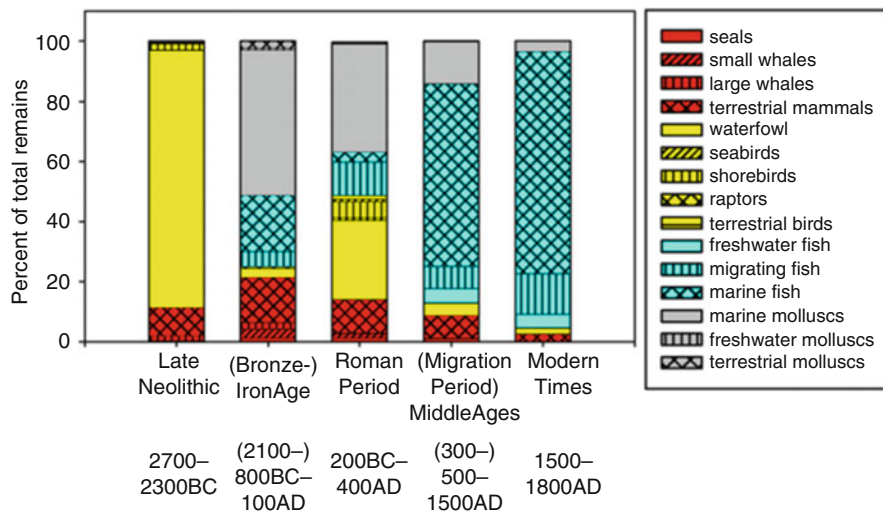 Percent of total remains
100
80
60
40
20
0
Late
Neolithic
(Bronze-)
IronAge
Roman
Period
(Migration
Period)
MiddleAges
Modern
Times
2700–
2300BC
(2100–)
800BC–
100AD
200BC–
400AD
(300–)
500–
1500AD
1500–
1800AD
seals
small whales
large whales
terrestrial mammals
waterfowl
seabirds
shorebirds
raptors
terrestrial birds
freshwater fish
migrating fish
marine fish
marine molluscs
freshwater molluscs
terrestrial molluscs